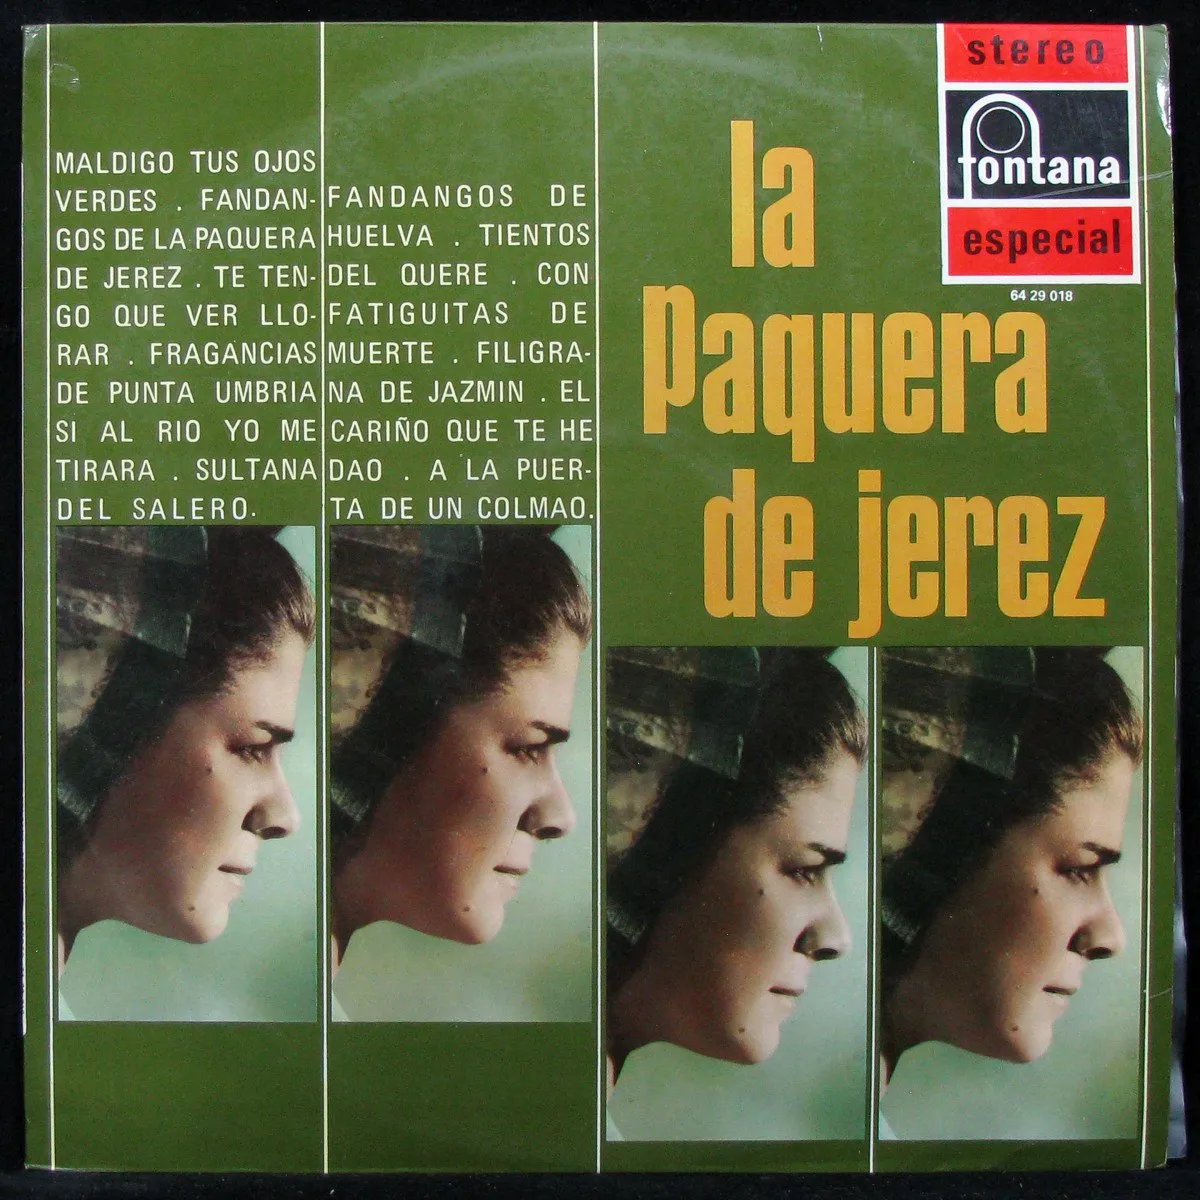 MALDIGO TUS OJOS
VERDES . FANDAN-
GOS DE LA PAQUERA
DE JEREZ . TE TEN-
GO QUE VER LLO-
RAR . FRAGANCIAS
DE PUNTA UMBRIA
SI AL RIO YO ME
TIRARA . SULTANA
DEL SALERO.
FANDANGOS DE
HUELVA . TIENTOS
DEL QUERE . CON
FATIGUITAS DE
MUERTE . FILIGRA-
NA DE JAZMIN . EL
CARIÑO QUE TE HE
DAO . A LA PUER-
TA DE UN COLMAO.
la
Paquera
de jerez
stereo
fontana
especial
64 29 018